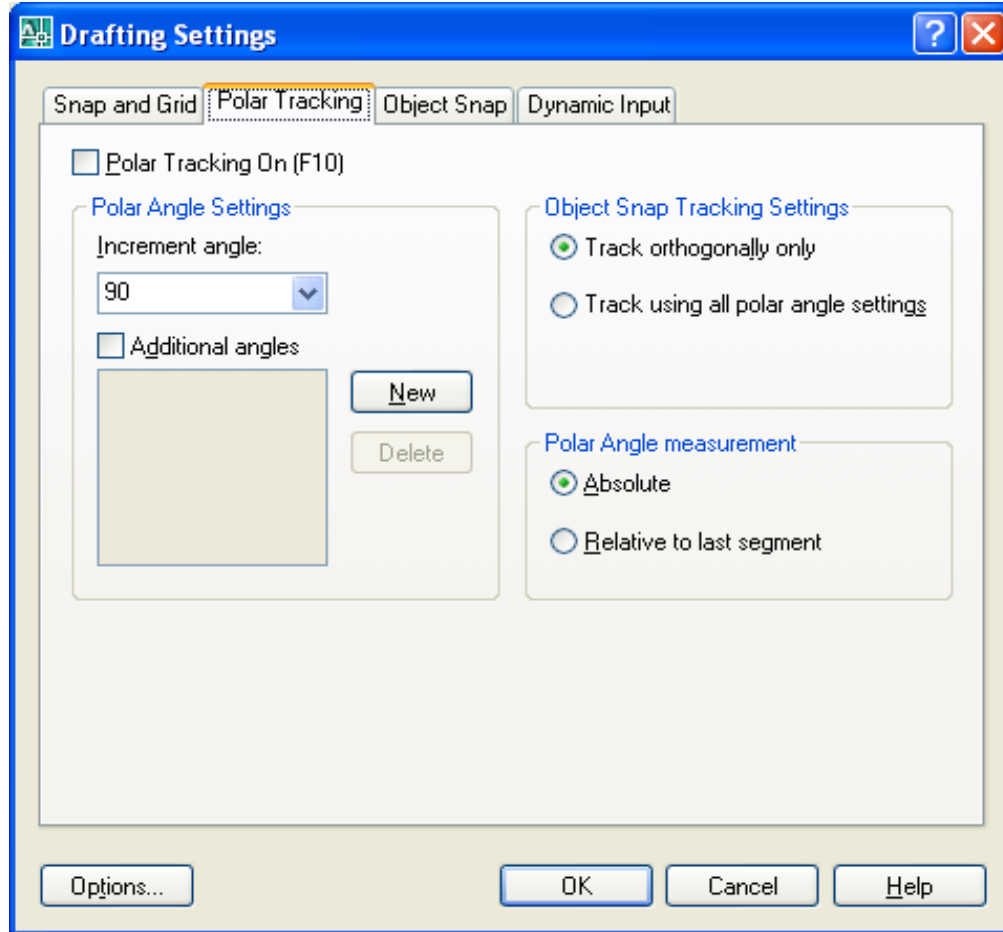 Drafting Settings
Snap and Grid Polar Tracking Object Snap Dynamic Input
Polar Tracking On (F10)
Polar Angle Settings
Increment angle:
90
Additional angles
New
Delete
Object Snap Tracking Settings
Track orthogonally only
Track using all polar angle settings
Polar Angle measurement
Absolute
Relative to last segment
Options... OK Cancel Help